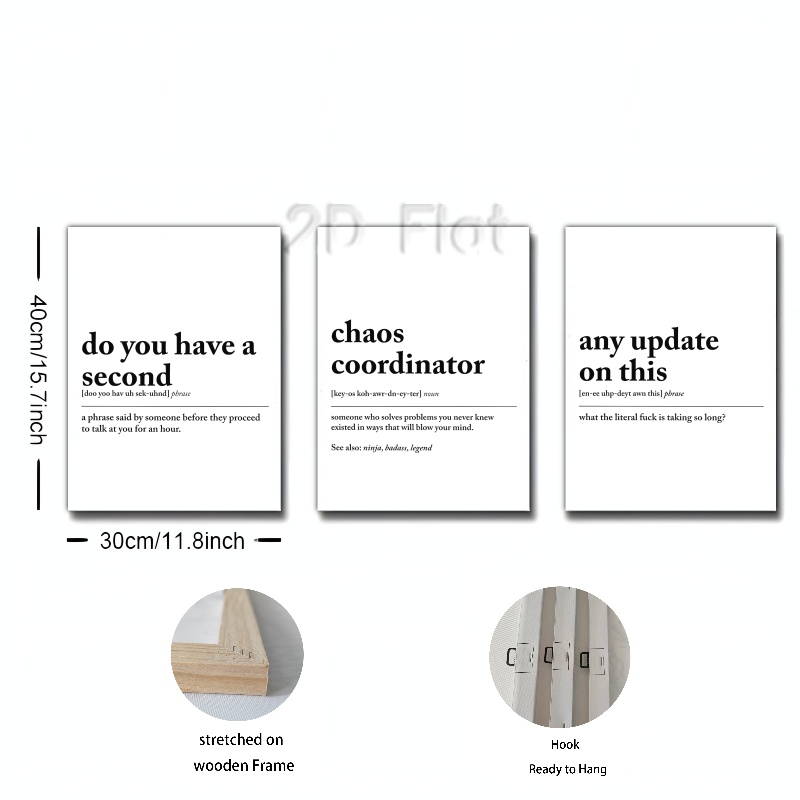 2D Flat
40cm/15.7inch
do you have a
second
[doo yoo hav uh sek-uhnd] phrase
a phrase said by someone before they proceed
to talk at you for an hour.
chaos
coordinator
[key-os koh-awr-dn-ey-ter] noun
someone who solves problems you never knew
existed in ways that will blow your mind.
See also: ninja, badass, legend
any update
on this
[en-ee uhp-deyt awn this] phrase
what the literal fuck is taking so long?
30cm/11.8inch
stretched on
wooden Frame
Hook
Ready to Hang